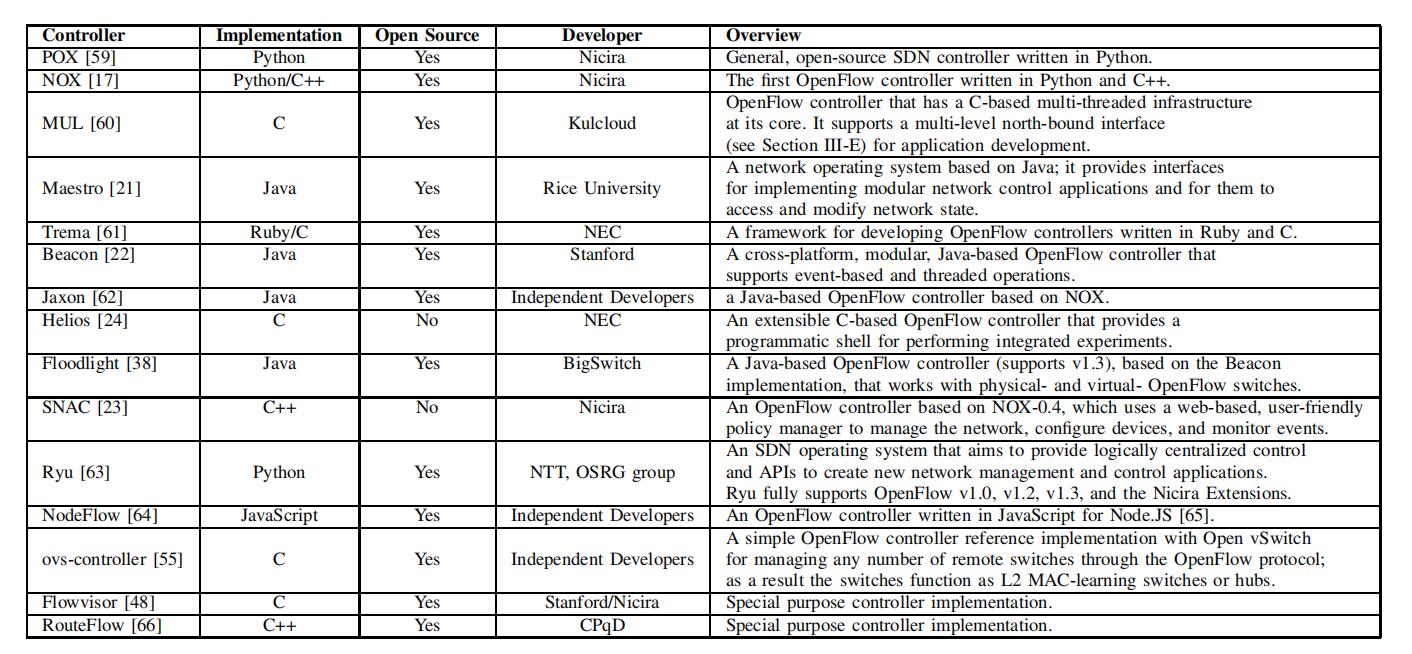 Controller Implementation Open Source Developer Overview
POX [59] Python Yes Nicira General, open-source SDN controller written in Python.
NOX [17] Python/C++ Yes Nicira The first OpenFlow controller written in Python and C++.
OpenFlow controller that has a C-based multi-threaded infrastructure
MUL [60] C Yes Kulcloud at its core. It supports a multi-level north-bound interface
(see Section III-E) for application development.
A network operating system based on Java; it provides interfaces
Maestro [21] Java Yes Rice University for implementing modular network control applications and for them to
access and modify network state.
Trema [61] Ruby/C Yes NEC A framework for developing OpenFlow controllers written in Ruby and C.
Beacon [22] Java Yes Stanford A cross-platform, modular, Java-based OpenFlow controller that
supports event-based and threaded operations.
Jaxon [62] Java Yes Independent Developers a Java-based OpenFlow controller based on NOX.
Helios [24] C No NEC An extensible C-based OpenFlow controller that provides a
programmatic shell for performing integrated experiments.
Floodlight [38] Java Yes BigSwitch A Java-based OpenFlow controller (supports v1.3), based on the Beacon
implementation, that works with physical- and virtual- OpenFlow switches.
SNAC [23] C++ No Nicira An OpenFlow controller based on NOX-0.4, which uses a web-based, user-friendly
policy manager to manage the network, configure devices, and monitor events.
An SDN operating system that aims to provide logically centralized control
Ryu [63] Python Yes NTT, OSRG group and APIs to create new network management and control applications.
Ryu fully supports OpenFlow v1.0, v1.2, v1.3, and the Nicira Extensions.
NodeFlow [64] JavaScript Yes Independent Developers An OpenFlow controller written in JavaScript for Node.JS [65].
A simple OpenFlow controller reference implementation with Open vSwitch
ovs-controller [55] C Yes Independent Developers for managing any number of remote switches through the OpenFlow protocol;
as a result the switches function as L2 MAC-learning switches or hubs.
Flowvisor [48] C Yes Stanford/Nicira Special purpose controller implementation.
RouteFlow [66] C++ Yes CPqD Special purpose controller implementation.